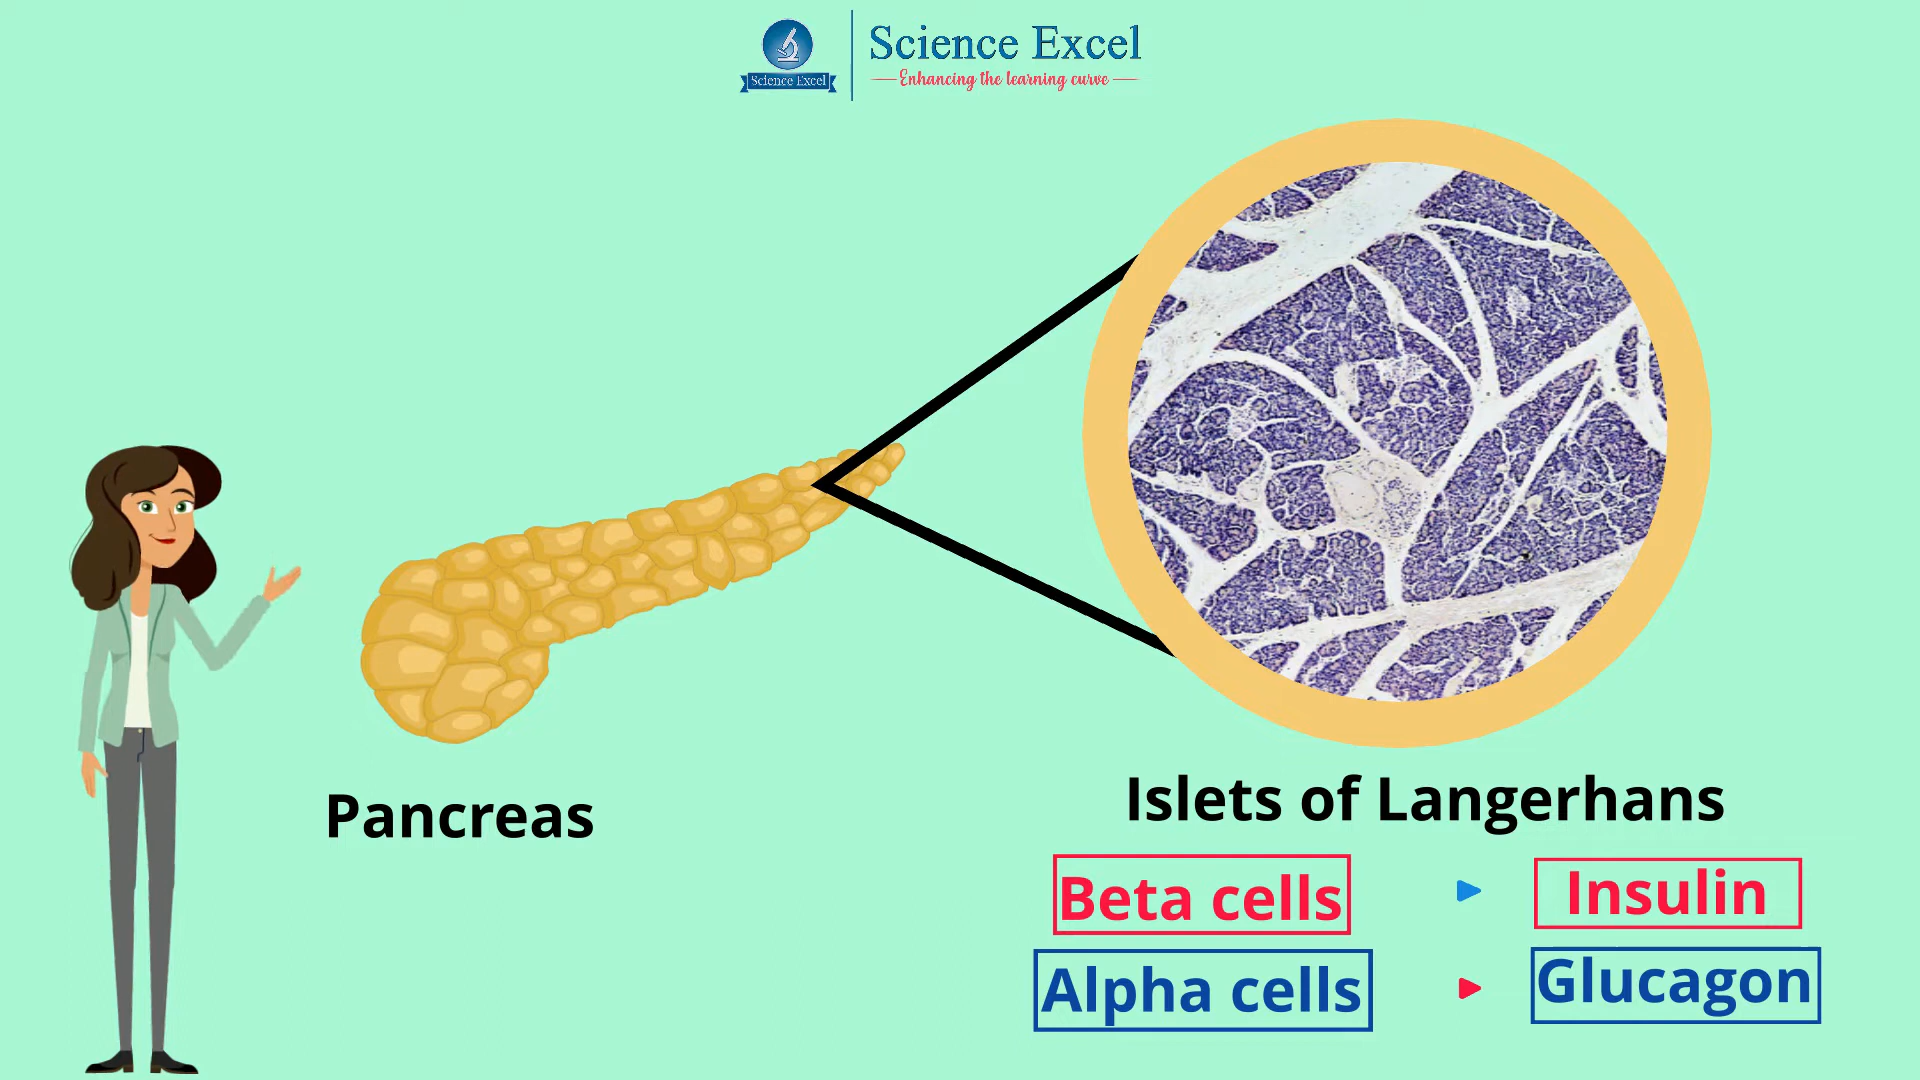 Science Excel
Science Excel
Enhancing the learning curve
Pancreas
Islets of Langerhans
Beta cells
Insulin
Alpha cells
Glucagon